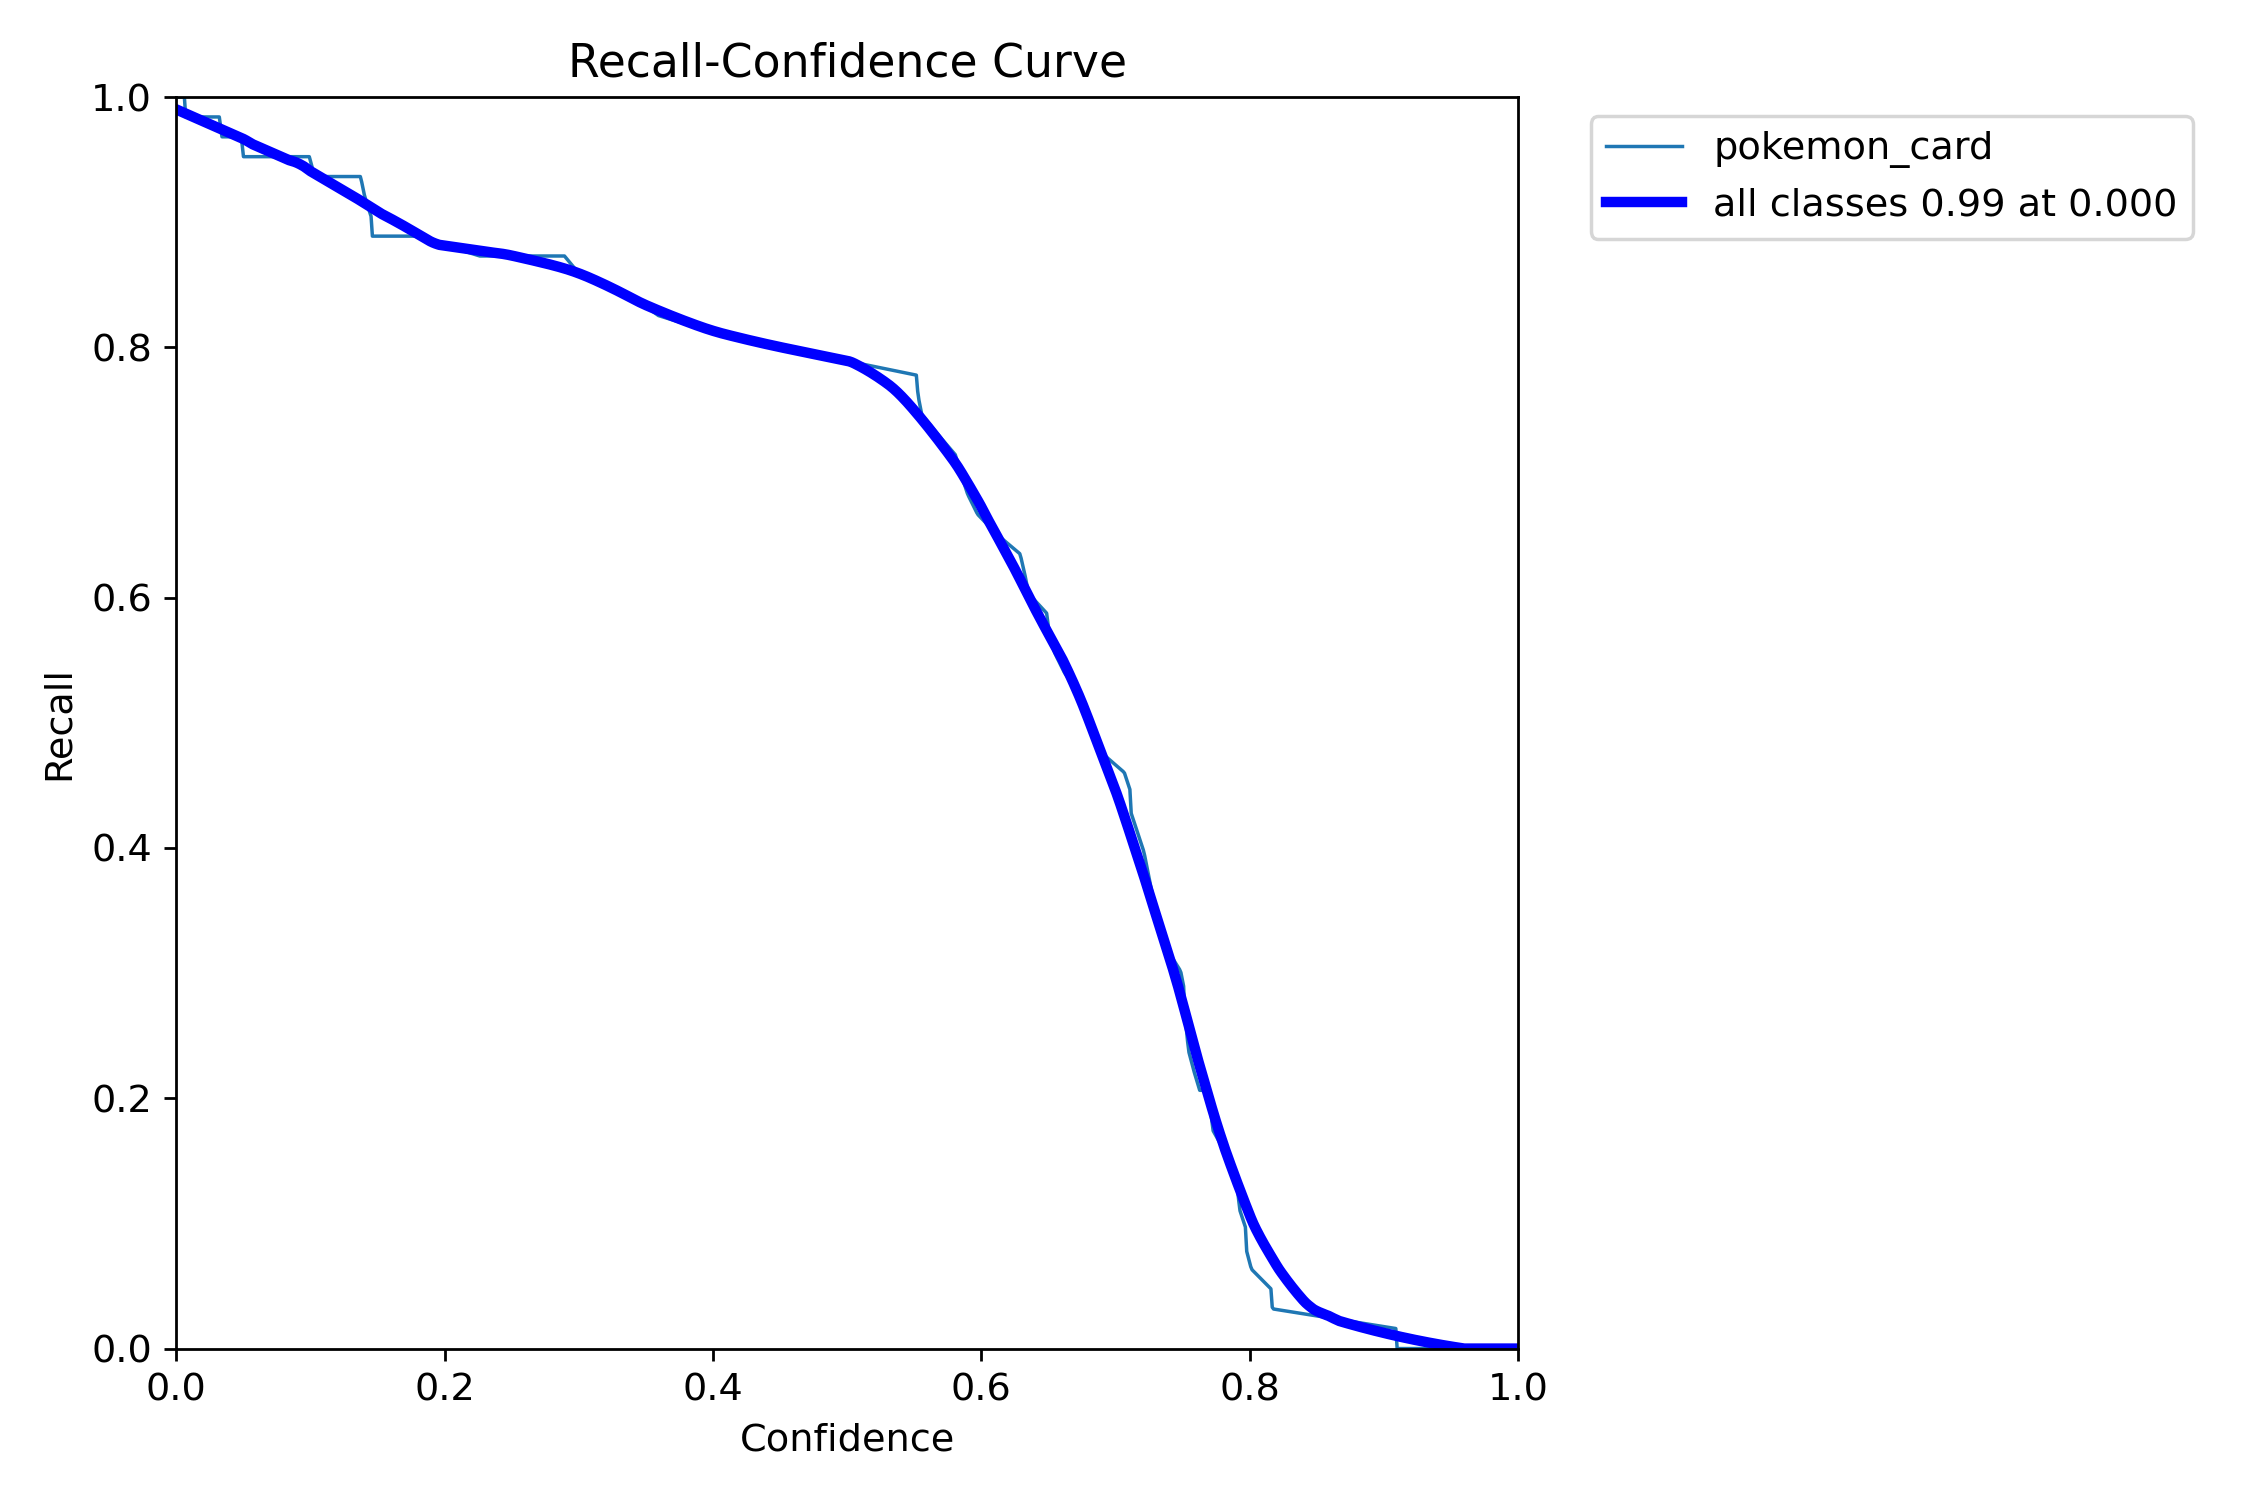 Recall-Confidence Curve
1.0
0.8
0.6
0.4
0.2
0.0
Recall
0.0 0.2 0.4 0.6 0.8 1.0
Confidence
pokemon_card
all classes 0.99 at 0.000